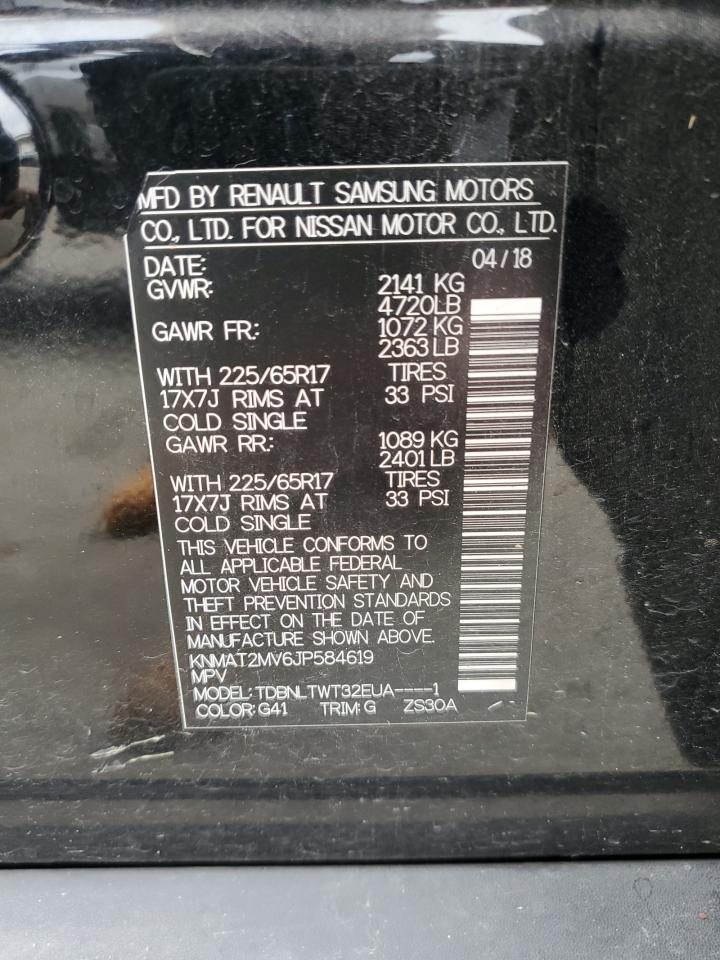 MFD BY RENAULT SAMSUNG MOTORS
CO., LTD. FOR NISSAN MOTOR CO., LTD.
DATE: 04/18
GVWR: 2141 KG
4720LB
GAWR FR.: 1072 KG
2363 LB
WITH 225/65R17 TIRES
17X7J RIMS AT 33 PSI
COLD SINGLE
GAWR RR.: 1089 KG
2401 LB
WITH 225/65R17 TIRES
17X7J RIMS AT 33 PSI
COLD SINGLE
THIS VEHICLE CONFORMS TO
ALL APPLICABLE FEDERAL
MOTOR VEHICLE SAFETY AND
THEFT PREVENTION STANDARDS
IN EFFECT ON THE DATE OF
MANUFACTURE SHOWN ABOVE.
KNMAT2MV6JP584619
MPV
MODEL: TDBNLTWT32EUA----1
COLOR: G41 TRIM: G ZS30A